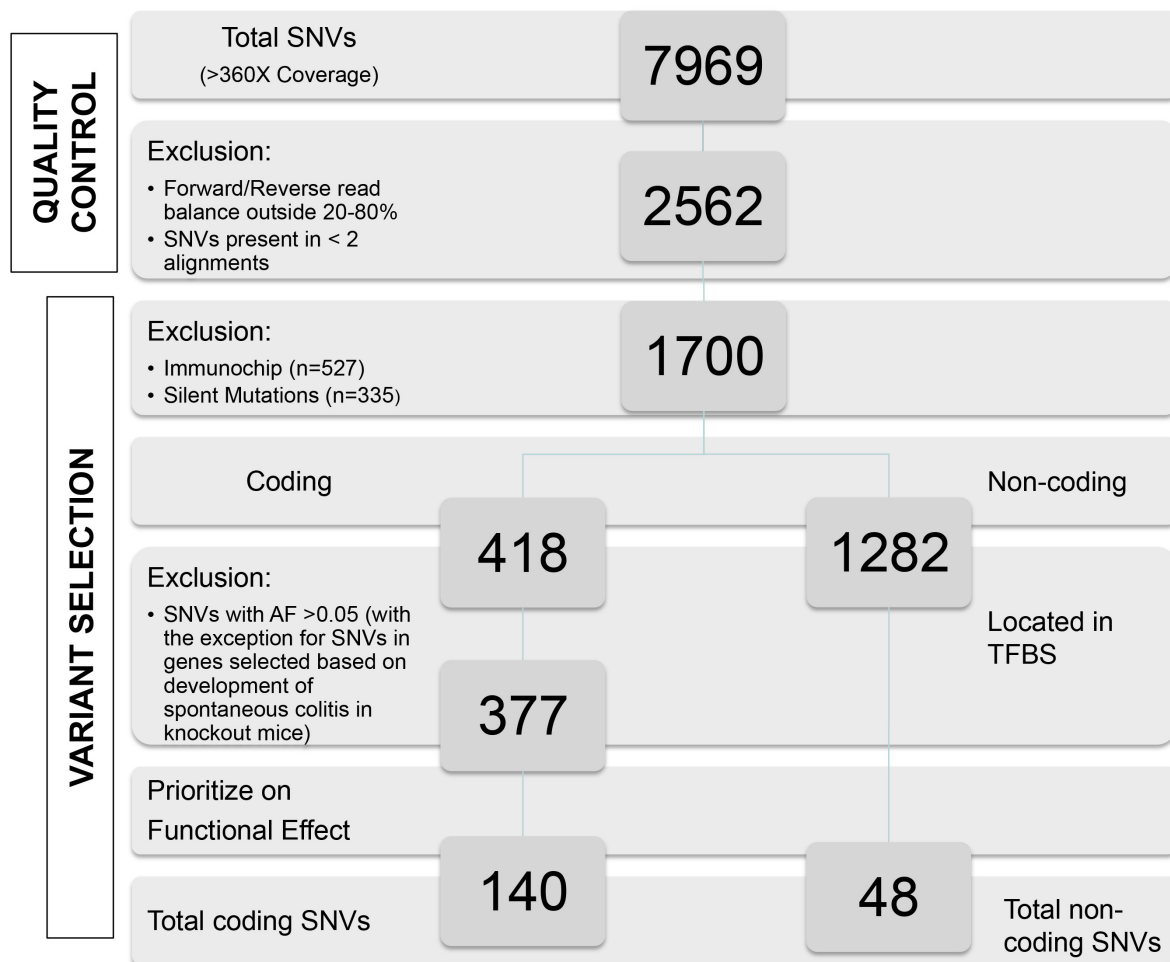 QUALITY
CONTROL
Total SNVs
(>360X Coverage)
7969
Exclusion:
• Forward/Reverse read
balance outside 20-80%
• SNVs present in < 2
alignments
2562
VARIANT SELECTION
Exclusion:
• Immunochip (n=527)
• Silent Mutations (n=335)
1700
Coding
Non-coding
418
1282
Exclusion:
• SNVs with AF >0.05 (with
the exception for SNVs in
genes selected based on
development of
spontaneous colitis in
knockout mice)
377
Located in
TFBS
Prioritize on
Functional Effect
Total coding SNVs
140
48
Total non-
coding SNVs